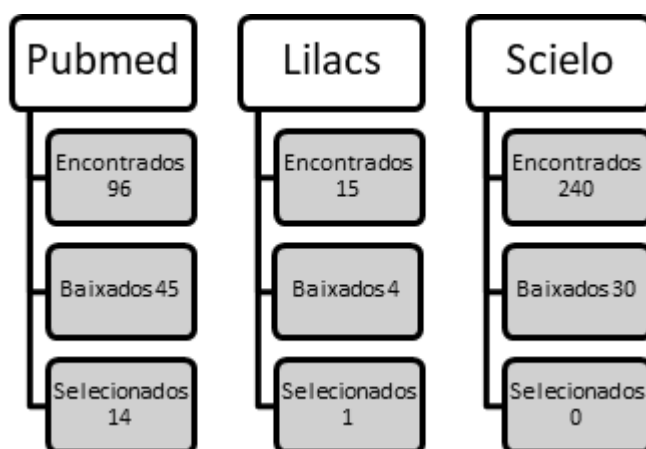 Pubmed
Encontrados
96
Baixados 45
Selecionados
14
Lilacs
Encontrados
15
Baixados 4
Selecionados
1
Scielo
Encontrados
240
Baixados 30
Selecionados
0